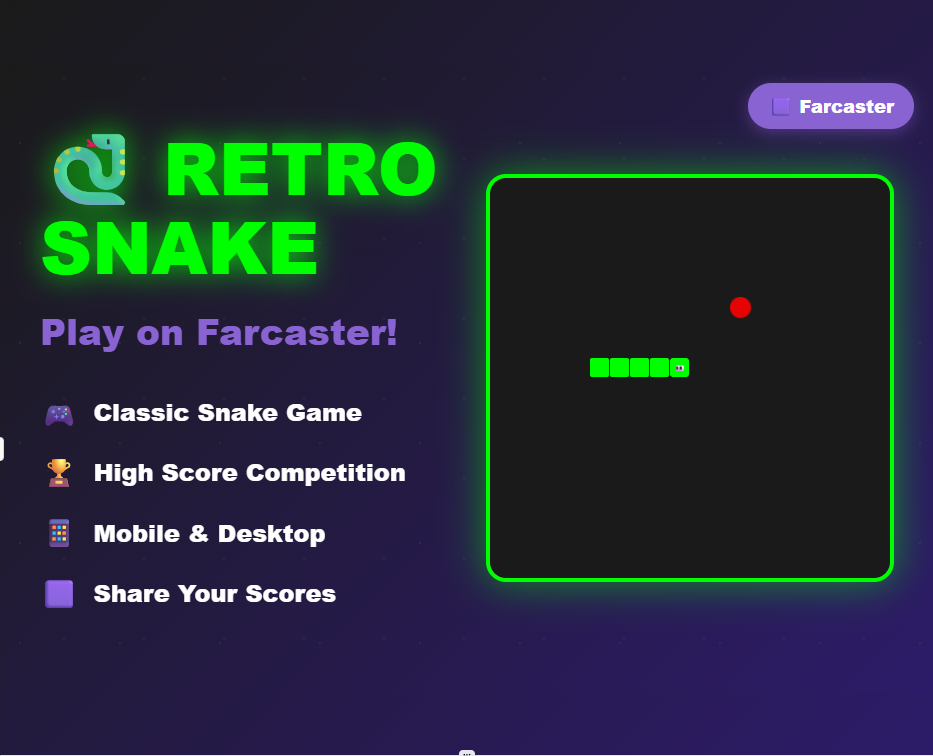 Farcaster
RETRO
SNAKE
Play on Farcaster!
Classic Snake Game
High Score Competition
Mobile & Desktop
Share Your Scores